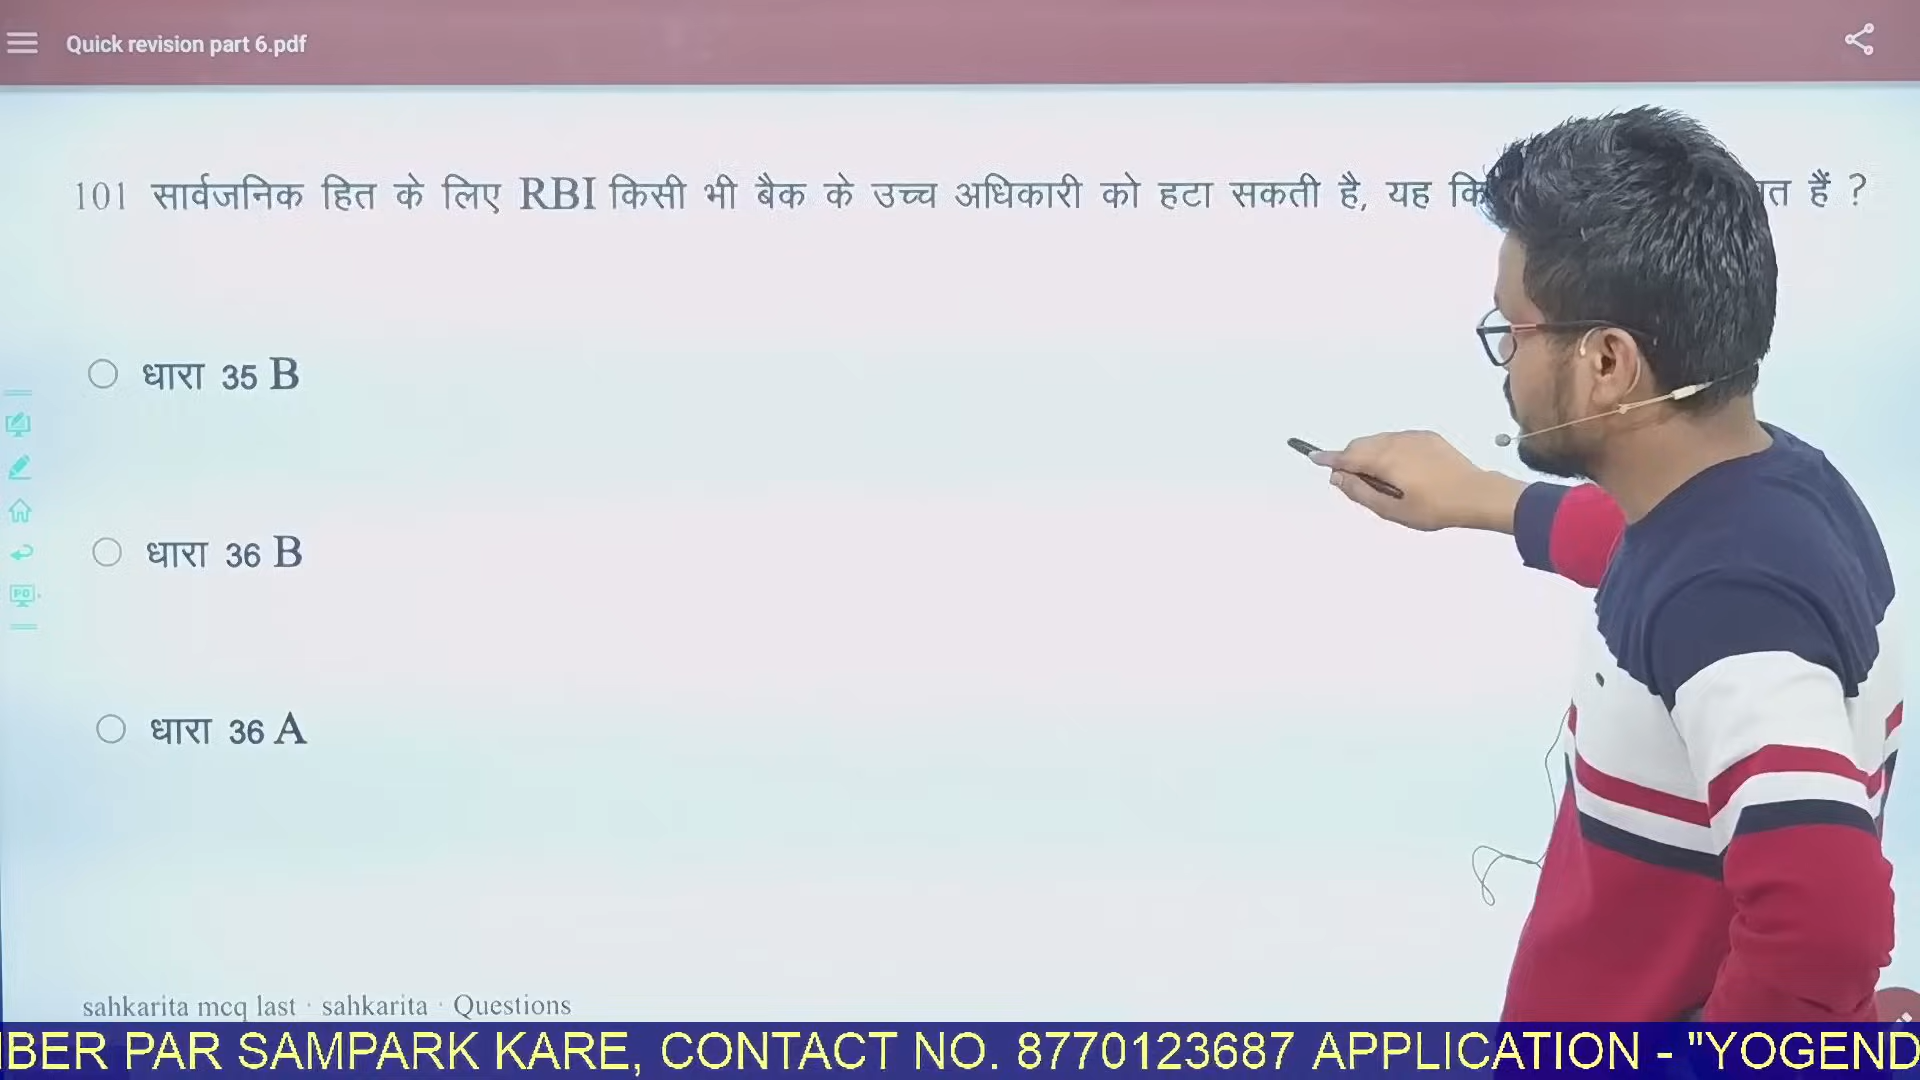 Quick revision part 6.pdf
101 सार्वजनिक हित के लिए RBI किसी भी बैक के उच्च अधिकारी को हटा सकती है, यह हैं ?
धारा 35 B
धारा 36 B
धारा 36 A
sahkarita mcq last · sahkarita · Questions
PAR SAMPARK KARE, CONTACT NO. 8770123687 APPLICATION - "YOGEND